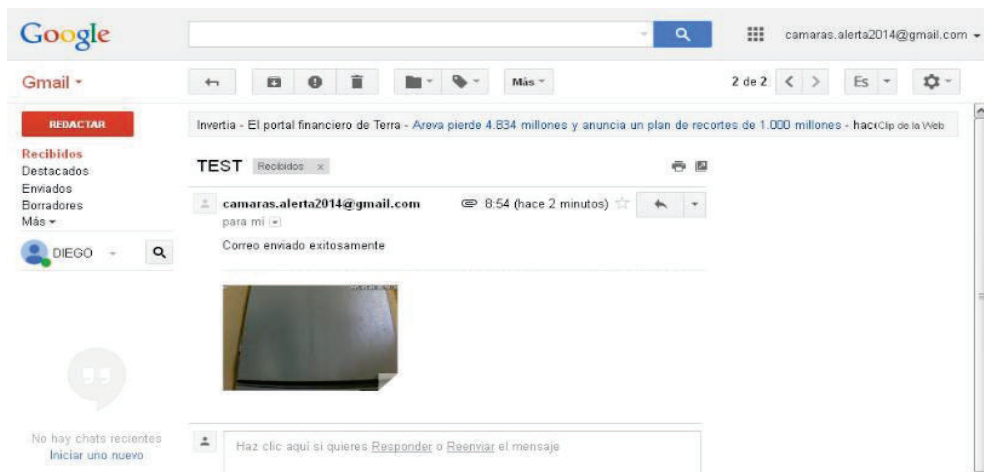 Google
camaras.alerta2014@gmail.com
Gmail
Más
2 de 2
Es
REDACTAR
Invertia - El portal financiero de Terra - Areva pierde 4.834 millones y anuncia un plan de recortes de 1.000 millones - hac
Clip de la Web
Recibidos
Destacados
Enviados
Borradores
Más
DIEGO
TEST
Recibidos x
camaras.alerta2014@gmail.com
8:54 (hace 2 minutos)
para mí
Correo enviado exitosamente
No hay chats recientes
Iniciar uno nuevo
Haz clic aquí si quieres Responder o Reenviar el mensaje